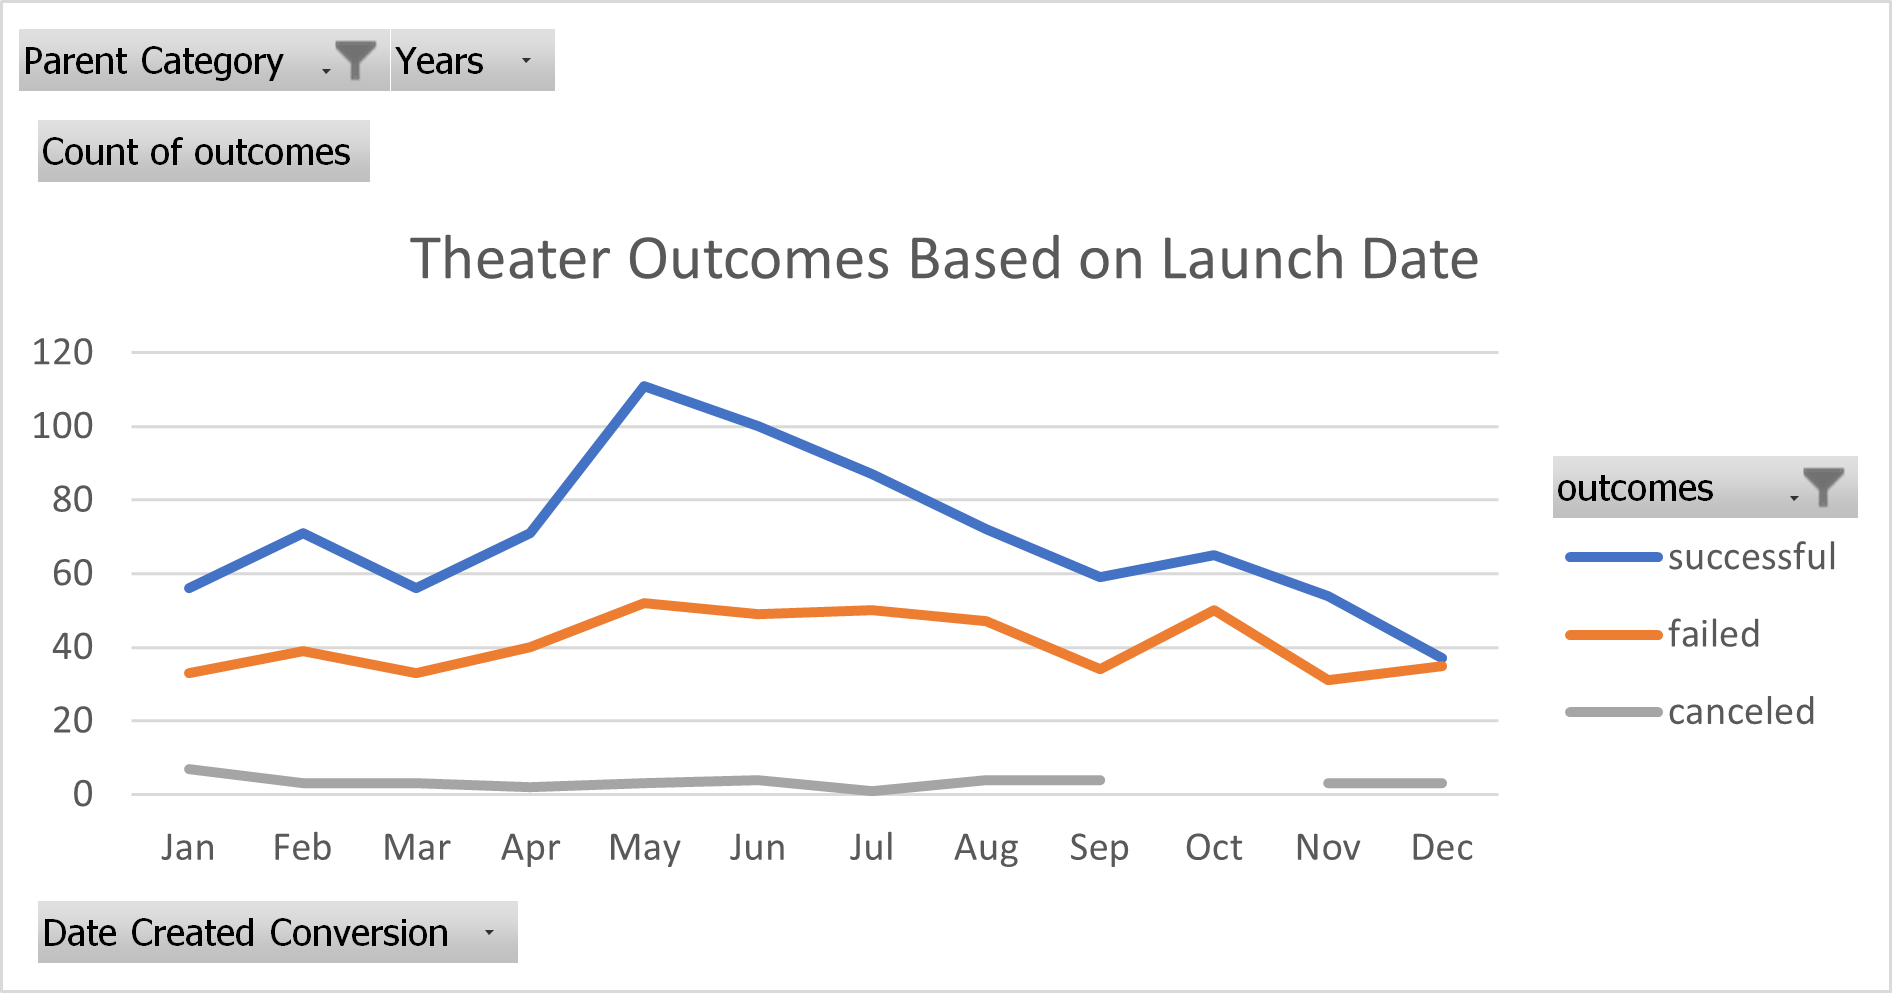 Parent Category Years
Count of outcomes
Theater Outcomes Based on Launch Date
120
100
80
60
40
20
0
Jan Feb Mar Apr May Jun Jul Aug Sep Oct Nov Dec
outcomes
successful
failed
canceled
Date Created Conversion